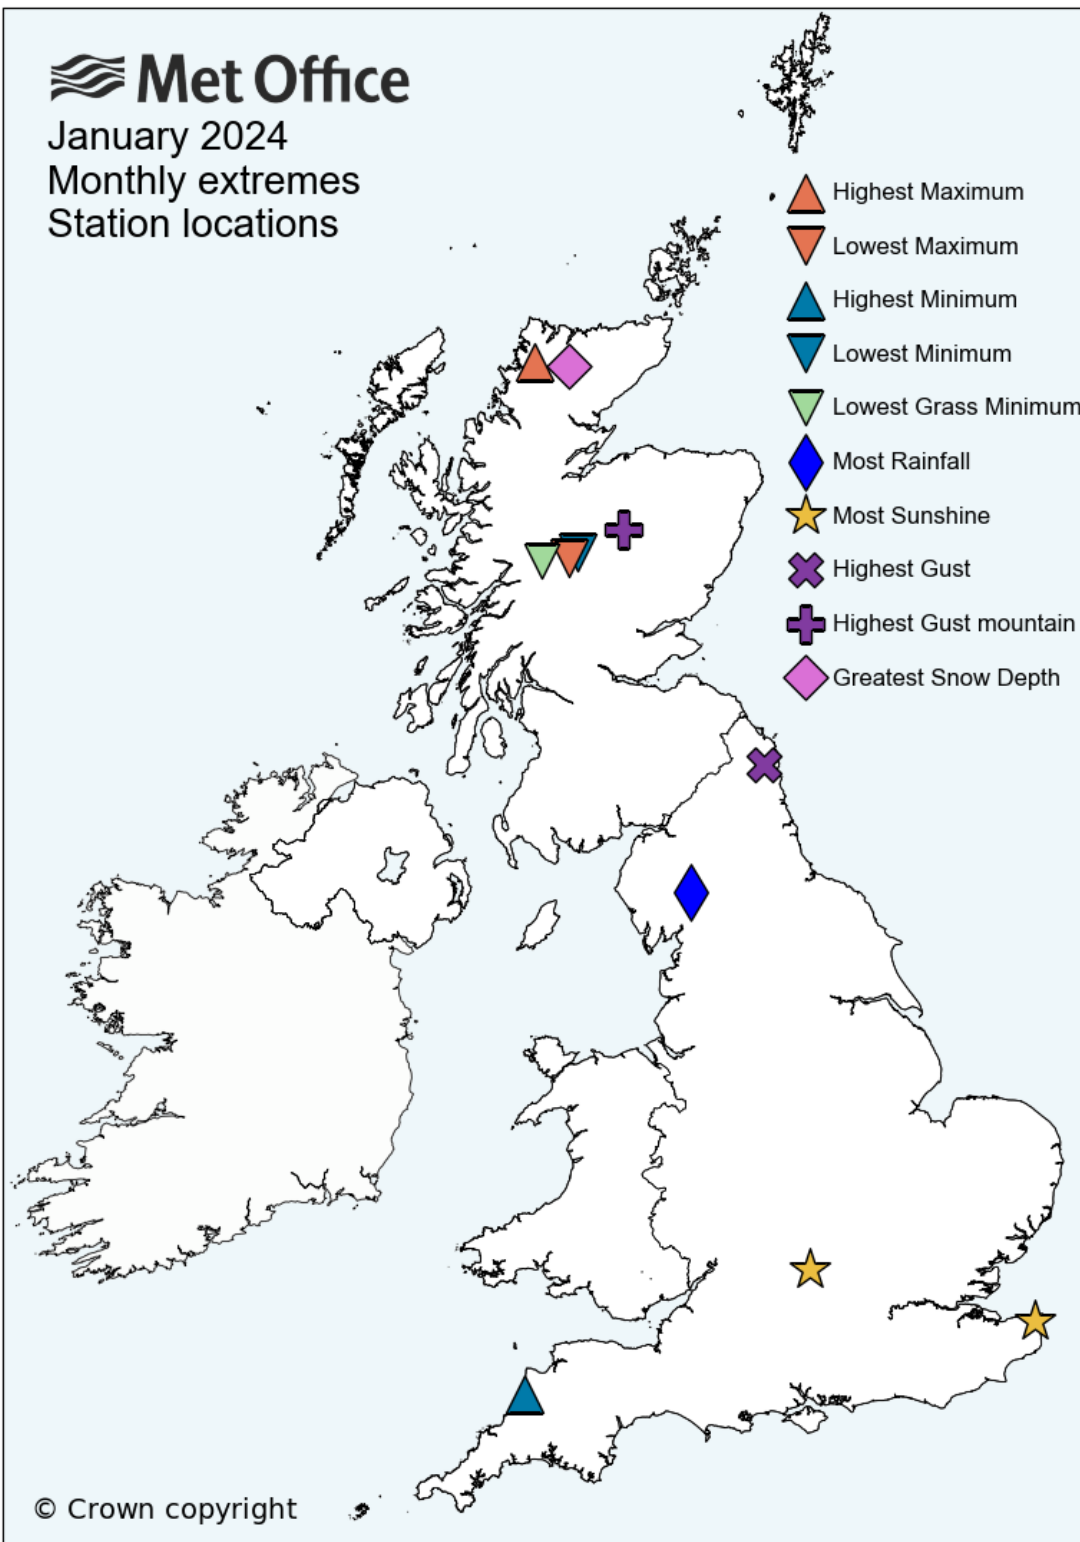 Met Office
January 2024
Monthly extremes
Station locations
Highest Maximum
Lowest Maximum
Highest Minimum
Lowest Minimum
Lowest Grass Minimum
Most Rainfall
Most Sunshine
Highest Gust
Highest Gust mountain
Greatest Snow Depth
© Crown copyright